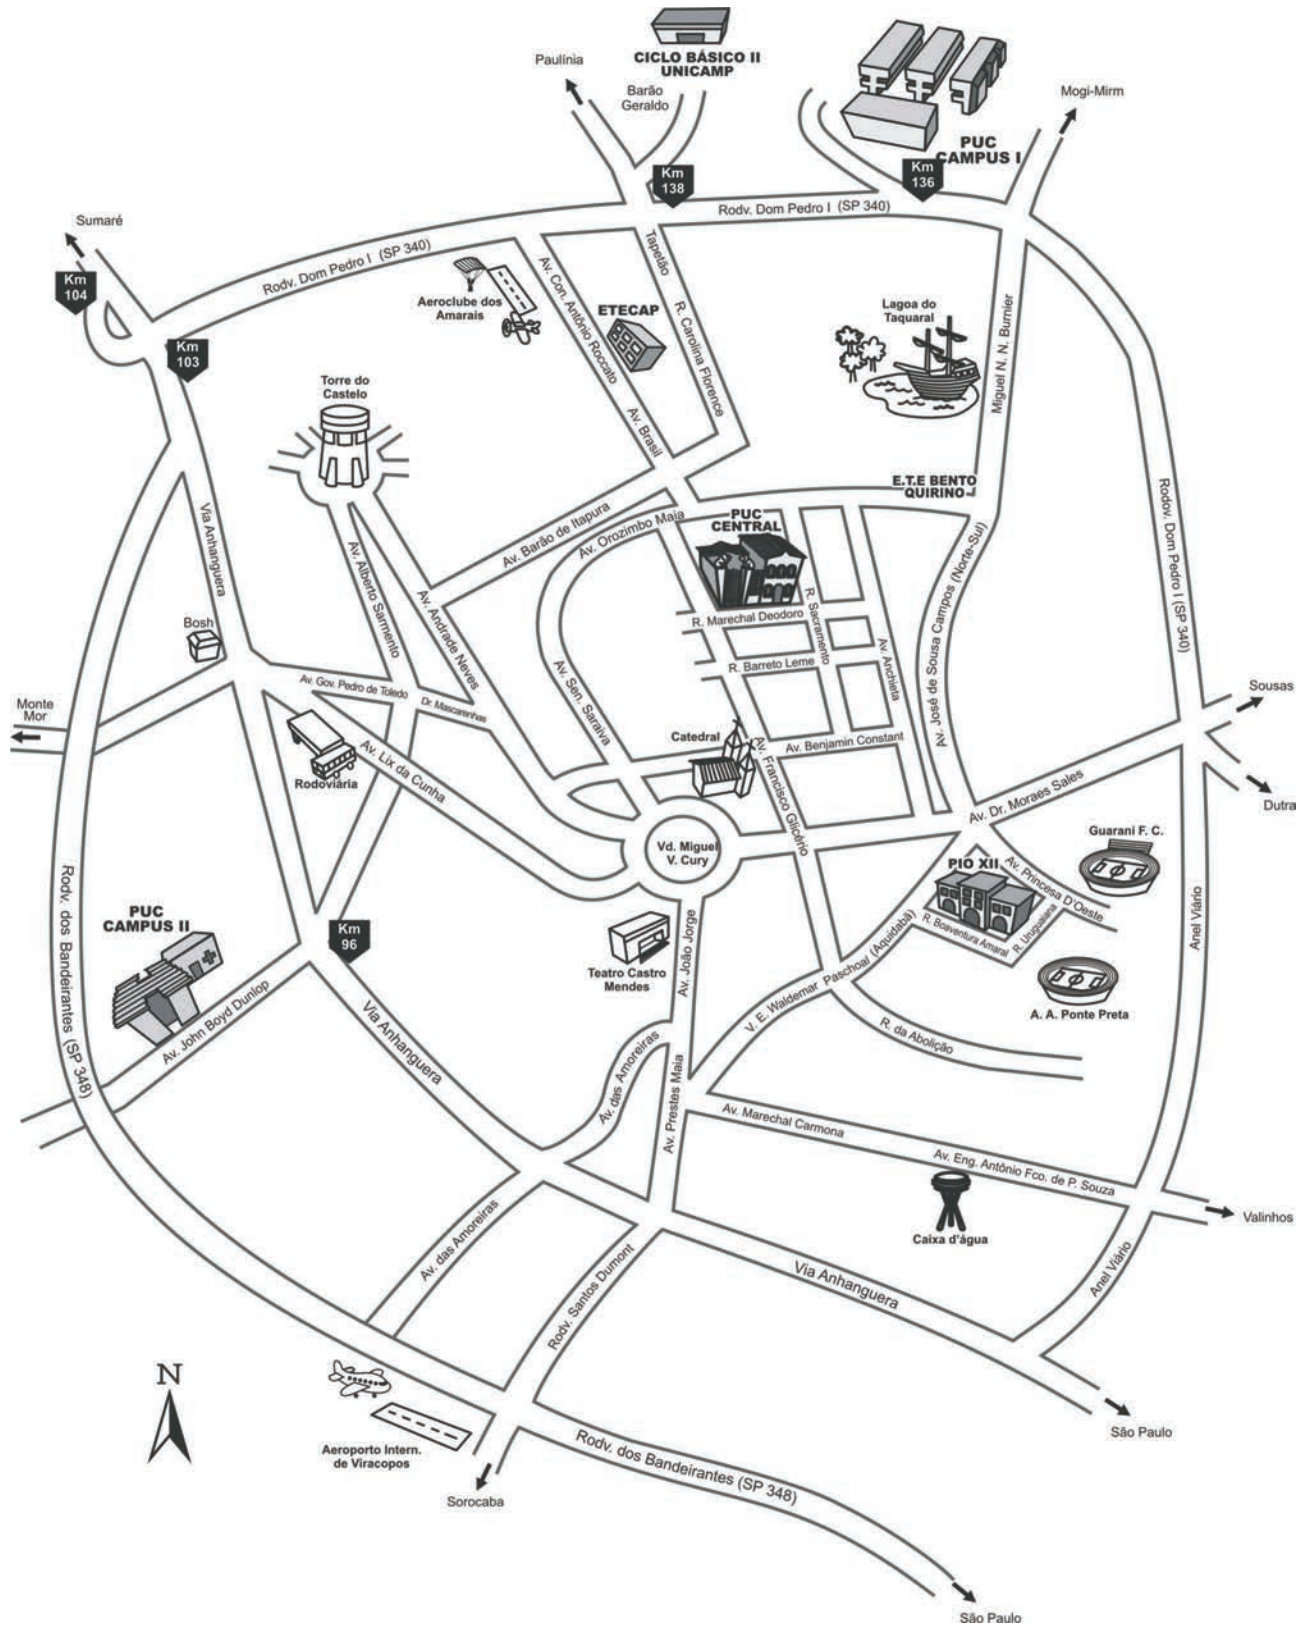 CICLO BÁSICO II
UNICAMP
Paulínia
Barão
Geraldo
Mogi-Mirm
PUC
CAMPUS I
Km
138
Km
136
Rodv. Dom Pedro I (SP 340)
Sumaré
Km
104
Rodv. Dom Pedro I (SP 340)
Tapetão
Aeroclube dos
Amarais
Av. Con. Antônio Roccato
ETECAP
R. Carolina Florence
Lagoa do
Taquaral
Miguel N. N. Burnier
Km
103
Torre do
Castelo
Av. Brasil
E.T.E BENTO
QUIRINO
Via Anhanguera
Av. Barão de Itapura
Av. Orozimbo Maia
PUC
CENTRAL
Rodov. Dom Pedro I (SP 340)
Av. Alberto Sarmento
Av. Andrade Neves
R. Marechal Deodoro
R. Sacramento
Av. José de Sousa Campos (Norte-Sul)
Bosh
R. Barreto Leme
Av. Anchieta
Av. Gov. Pedro de Toledo
Dr. Mascarenhas
Av. Sen. Saraiva
Sousas
Monte
Mor
Catedral
Av. Benjamin Constant
Av. Lix da Cunha
Rodoviária
Av. Francisco Glicério
Av. Dr. Moraes Sales
Dutra
Vd. Miguel
V. Cury
Guarani F. C.
PIO XII
Av. Princesa D'Oeste
Rodv. dos Bandeirantes (SP 348)
PUC
CAMPUS II
Km
96
R. Boaventura Amaral
R. Uruguaiana
Anel Viário
Av. João Jorge
Teatro Castro
Mendes
V. E. Waldemar Paschoal (Aquidabã)
A. A. Ponte Preta
Av. John Boyd Dunlop
Via Anhanguera
R. da Abolição
Av. das Amoreiras
Av. Prestes Maia
Av. Marechal Carmona
Av. Eng. Antônio Fco. de P. Souza
Valinhos
Caixa d'água
Av. das Amoreiras
Rodv. Santos Dumont
Via Anhanguera
Anel Viário
N
Aeroporto Intern.
de Viracopos
São Paulo
Sorocaba
Rodv. dos Bandeirantes (SP 348)
São Paulo